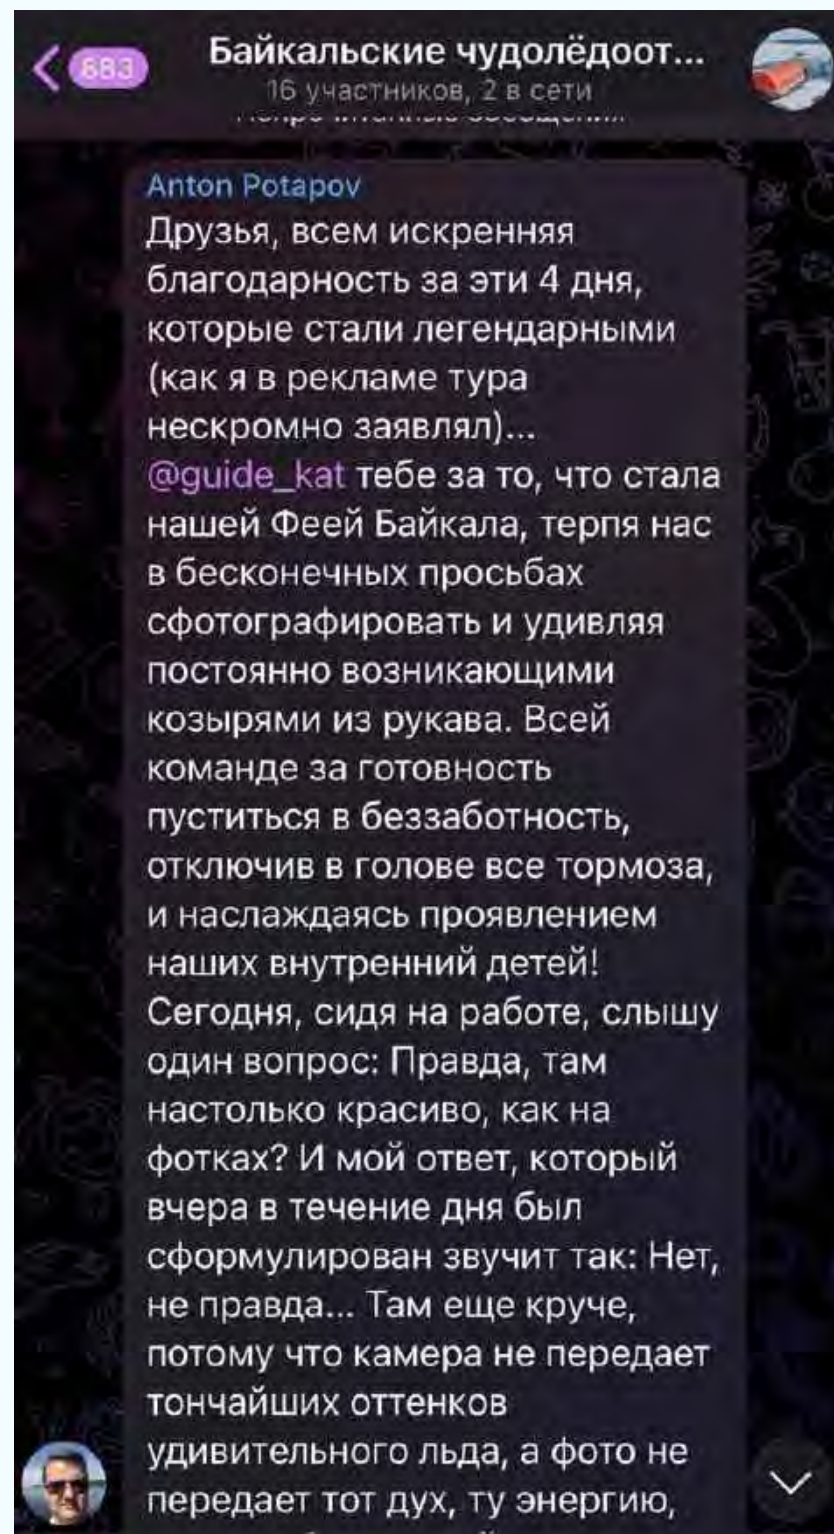 683
Байкальские чудолёдоот...
16 участников, 2 в сети
Anton Potapov
Друзья, всем искренняя
благодарность за эти 4 дня,
которые стали легендарными
(как я в рекламе тура
нескромно заявлял)...
@guide_kat тебе за то, что стала
нашей Феей Байкала, терпя нас
в бесконечных просьбах
сфотографировать и удивляя
постоянно возникающими
козырями из рукава. Всей
команде за готовность
пуститься в беззаботность,
отключив в голове все тормоза,
и наслаждаясь проявлением
наших внутренний детей!
Сегодня, сидя на работе, слышу
один вопрос: Правда, там
настолько красиво, как на
фотках? И мой ответ, который
вчера в течение дня был
сформулирован звучит так: Нет,
не правда... Там еще круче,
потому что камера не передает
тончайших оттенков
удивительного льда, а фото не
передает тот дух, ту энергию,